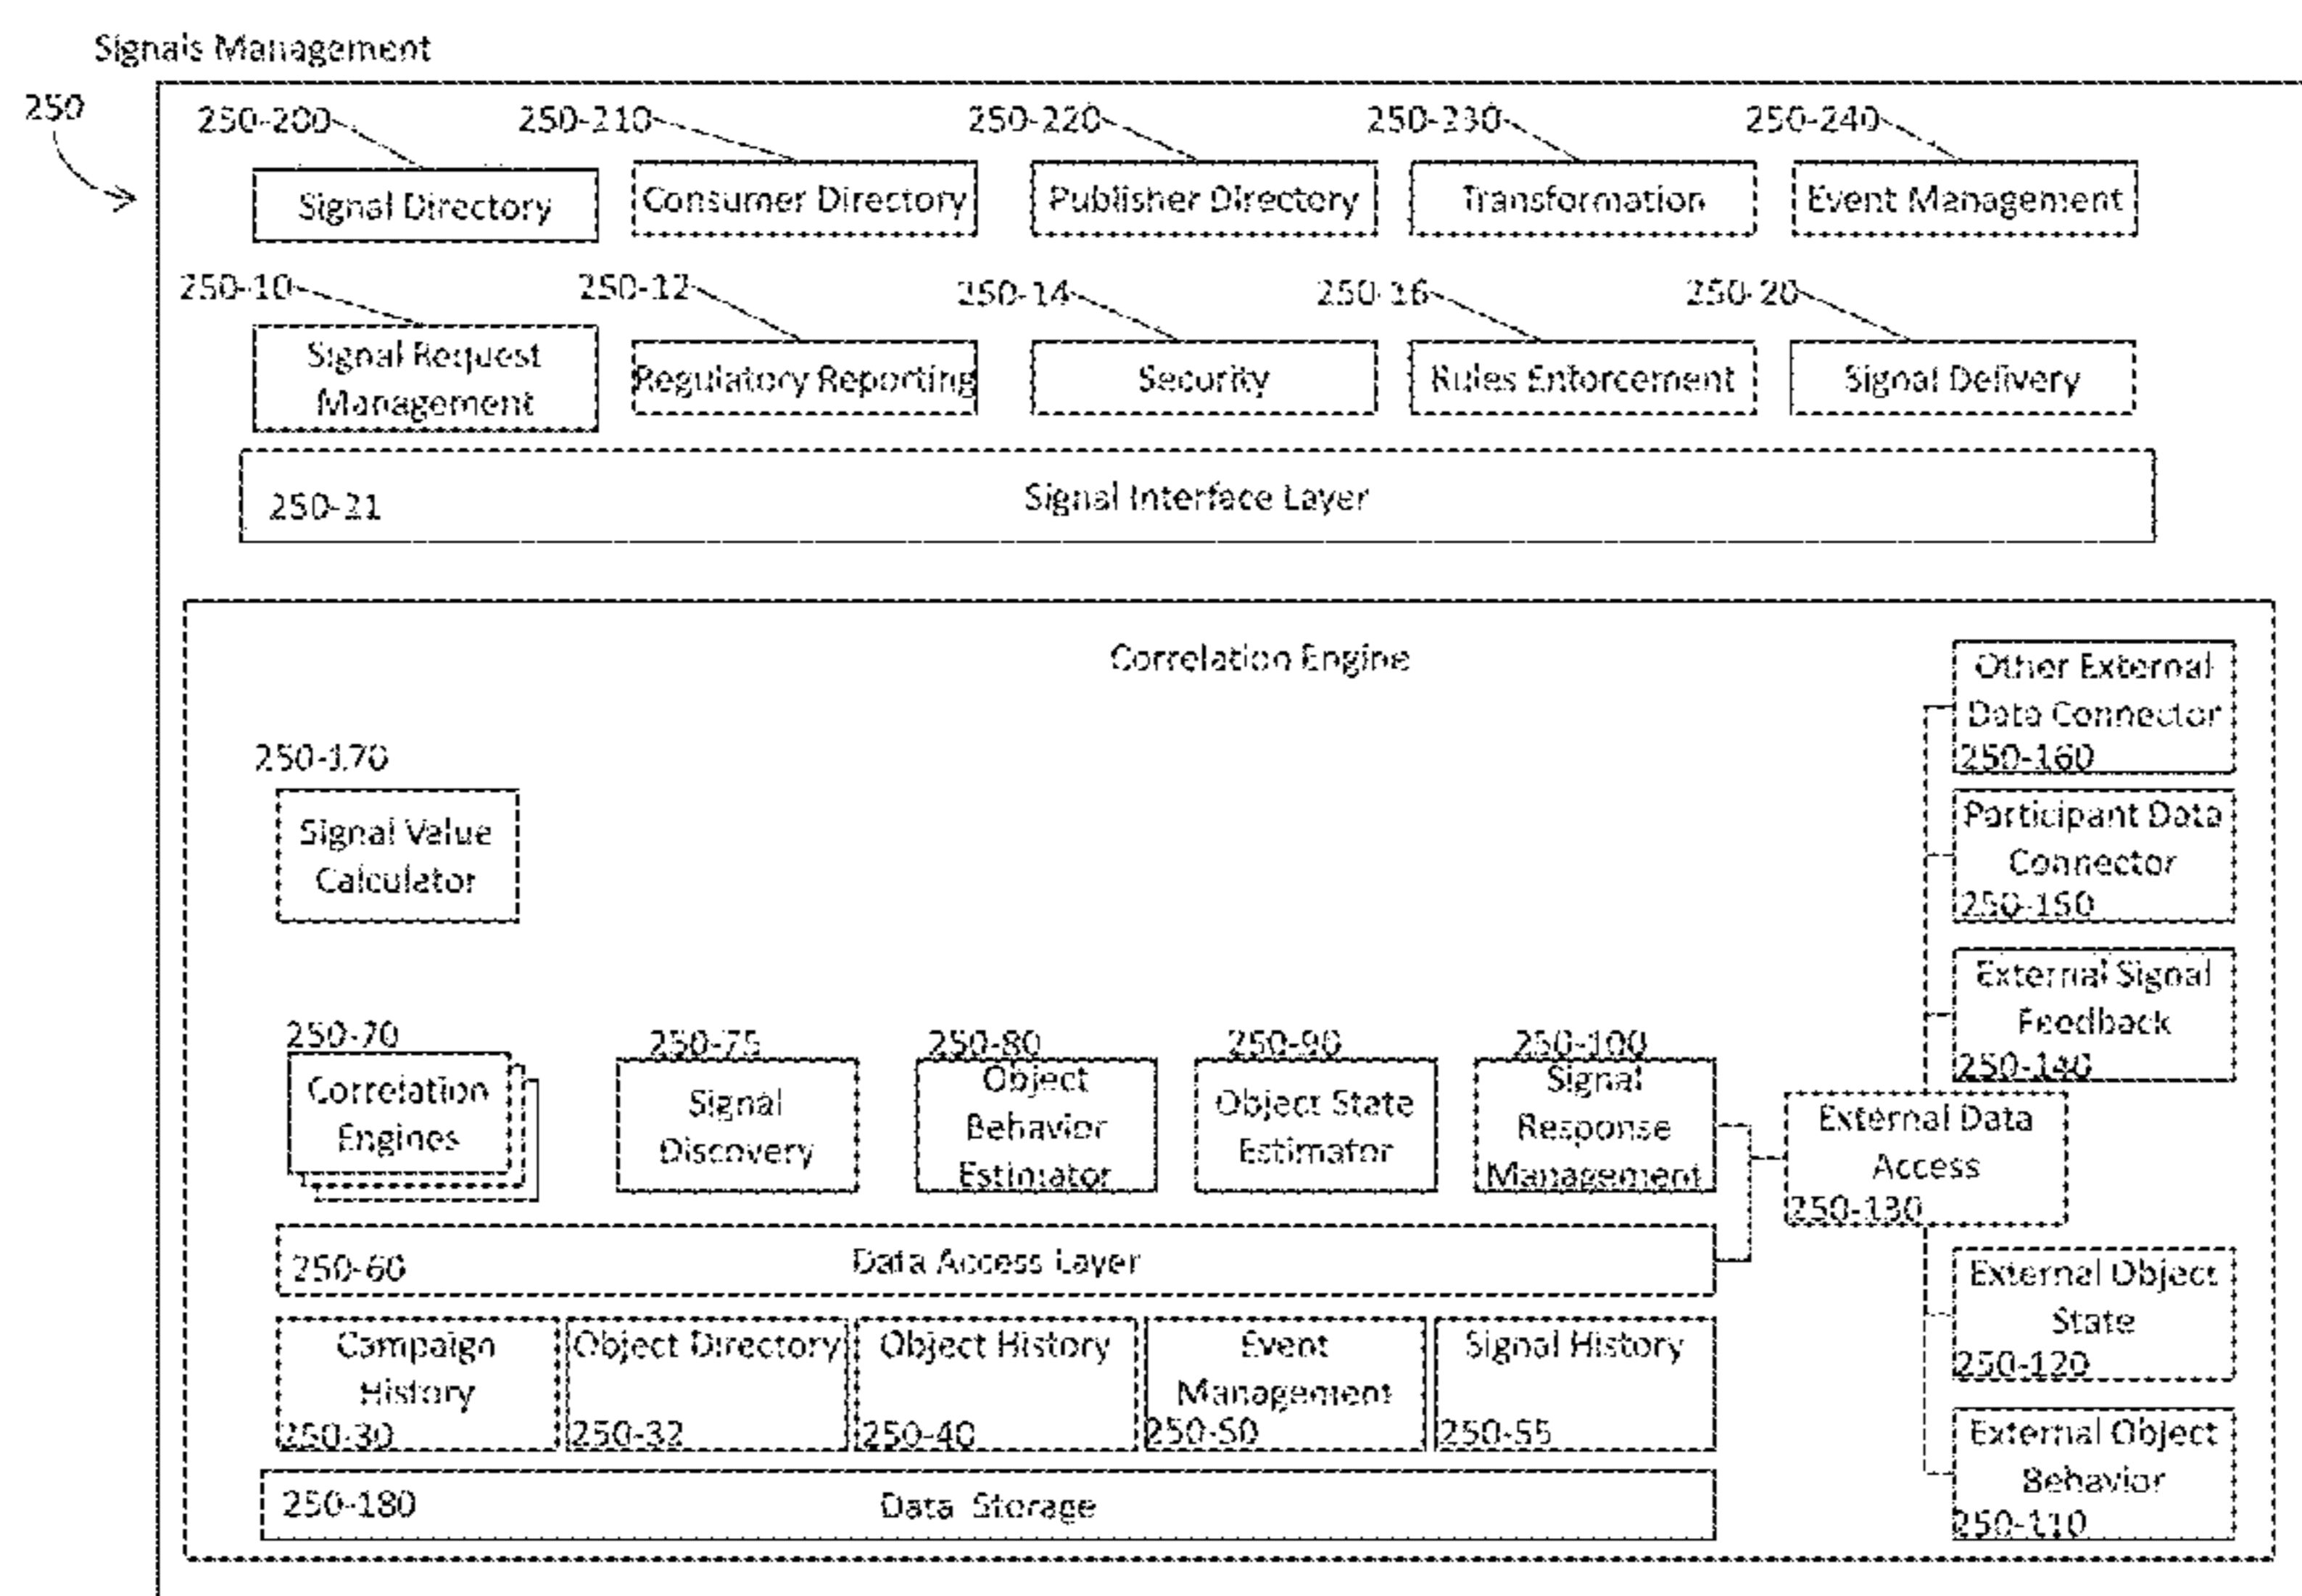 Signals Management
250
250-200
250-210
250-220
250-230
250-240
Signal Directory
Consumer Directory
Publisher Directory
Transformation
Event Management
250-10
250-12
250-14
250-16
250-20
Signal Request
Management
Regulatory Reporting
Security
Rules Enforcement
Signal Delivery
250-21
Signal Interface Layer
Correlation Engine
Other External
Data Connector
250-160
250-170
Signal Value
Calculator
Participant Data
Connector
250-150
External Signal
Feedback
250-140
250-70
Correlation
Engines
250-75
Signal
Discovery
250-80
Object
Behavior
Estimator
250-90
Object State
Estimator
250-100
Signal
Response
Management
External Data
Access
250-130
250-60
Data Access Layer
External Object
State
250-120
Campaign
History
250-30
Object Directory
250-32
Object History
250-40
Event
Management
250-50
Signal History
250-55
External Object
Behavior
250-110
250-180
Data Storage